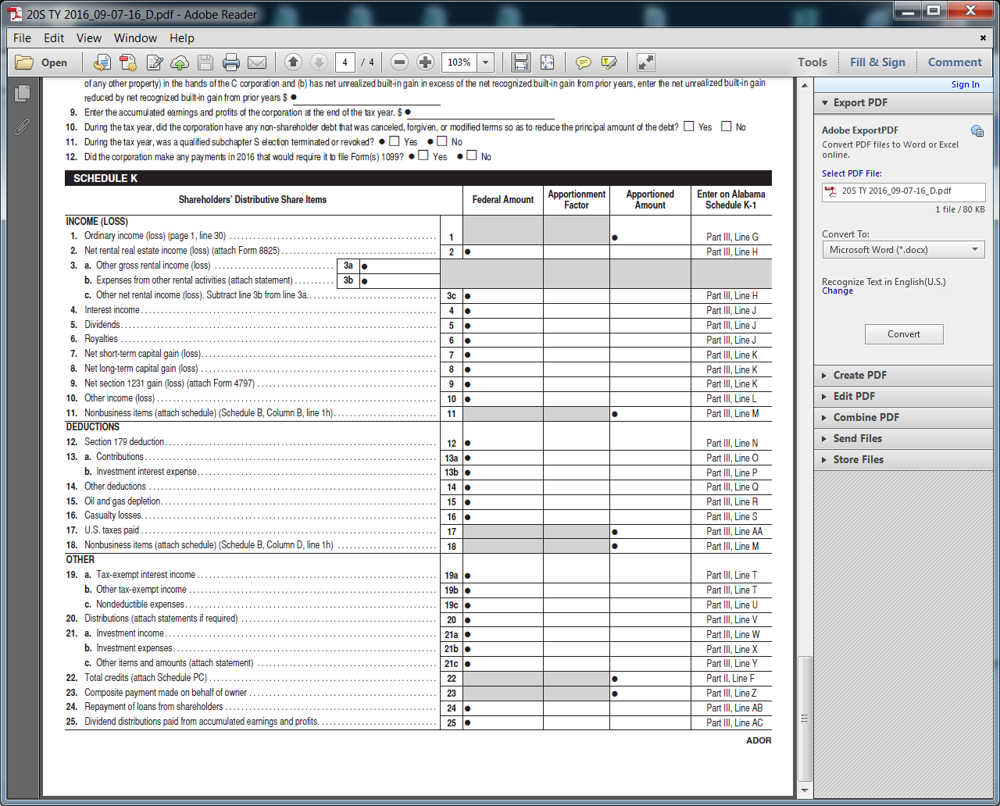 20S TY 2016_09-07-16_D.pdf - Adobe Reader
File Edit View Window Help
Open 4 / 4 103% Tools Fill & Sign Comment
Sign In
of any other property) in the hands of the C corporation and (b) has net unrealized built-in gain in excess of the net recognized built-in gain from prior years, enter the net unrealized built-in gain
reduced by net recognized built-in gain from prior years $ ●
9. Enter the accumulated earnings and profits of the corporation at the end of the tax year. $ ●
10. During the tax year, did the corporation have any non-shareholder debt that was canceled, forgiven, or modified terms so as to reduce the principal amount of the debt? ☐ Yes ☐ No
11. During the tax year, was a qualified subchapter S election terminated or revoked? ● ☐ Yes ● ☐ No
12. Did the corporation make any payments in 2016 that would require it to file Form(s) 1099? ● ☐ Yes ● ☐ No
SCHEDULE K
Shareholders' Distributive Share Items Federal Amount Apportionment Factor Apportioned Amount Enter on Alabama Schedule K-1
INCOME (LOSS)
1. Ordinary income (loss) (page 1, line 30) 1 ● Part III, Line G
2. Net rental real estate income (loss) (attach Form 8825) 2 ● Part III, Line H
3. a. Other gross rental income (loss) 3a ●
b. Expenses from other rental activities (attach statement) 3b ●
c. Other net rental income (loss). Subtract line 3b from line 3a. 3c ● Part III, Line H
4. Interest income 4 ● Part III, Line J
5. Dividends 5 ● Part III, Line J
6. Royalties 6 ● Part III, Line J
7. Net short-term capital gain (loss) 7 ● Part III, Line K
8. Net long-term capital gain (loss) 8 ● Part III, Line K
9. Net section 1231 gain (loss) (attach Form 4797) 9 ● Part III, Line K
10. Other income (loss) 10 ● Part III, Line L
11. Nonbusiness items (attach schedule) (Schedule B, Column B, line 1h) 11 ● Part III, Line M
DEDUCTIONS
12. Section 179 deduction 12 ● Part III, Line N
13. a. Contributions 13a ● Part III, Line O
b. Investment interest expense 13b ● Part III, Line P
14. Other deductions 14 ● Part III, Line Q
15. Oil and gas depletion 15 ● Part III, Line R
16. Casualty losses 16 ● Part III, Line S
17. U.S. taxes paid 17 ● Part III, Line AA
18. Nonbusiness items (attach schedule) (Schedule B, Column D, line 1h) 18 ● Part III, Line M
OTHER
19. a. Tax-exempt interest income 19a ● Part III, Line T
b. Other tax-exempt income 19b ● Part III, Line T
c. Nondeductible expenses 19c ● Part III, Line U
20. Distributions (attach statements if required) 20 ● Part III, Line V
21. a. Investment income 21a ● Part III, Line W
b. Investment expenses 21b ● Part III, Line X
c. Other items and amounts (attach statement) 21c ● Part III, Line Y
22. Total credits (attach Schedule PC) 22 ● Part II, Line F
23. Composite payment made on behalf of owner 23 ● Part III, Line Z
24. Repayment of loans from shareholders 24 ● Part III, Line AB
25. Dividend distributions paid from accumulated earnings and profits. 25 ● Part III, Line AC
ADOR
Export PDF
Adobe ExportPDF
Convert PDF files to Word or Excel
online.
Select PDF File:
20S TY 2016_09-07-16_D.pdf
1 file / 80 KB
Convert To:
Microsoft Word (*.docx)
Recognize Text in English(U.S.)
Change
Convert
Create PDF
Edit PDF
Combine PDF
Send Files
Store Files